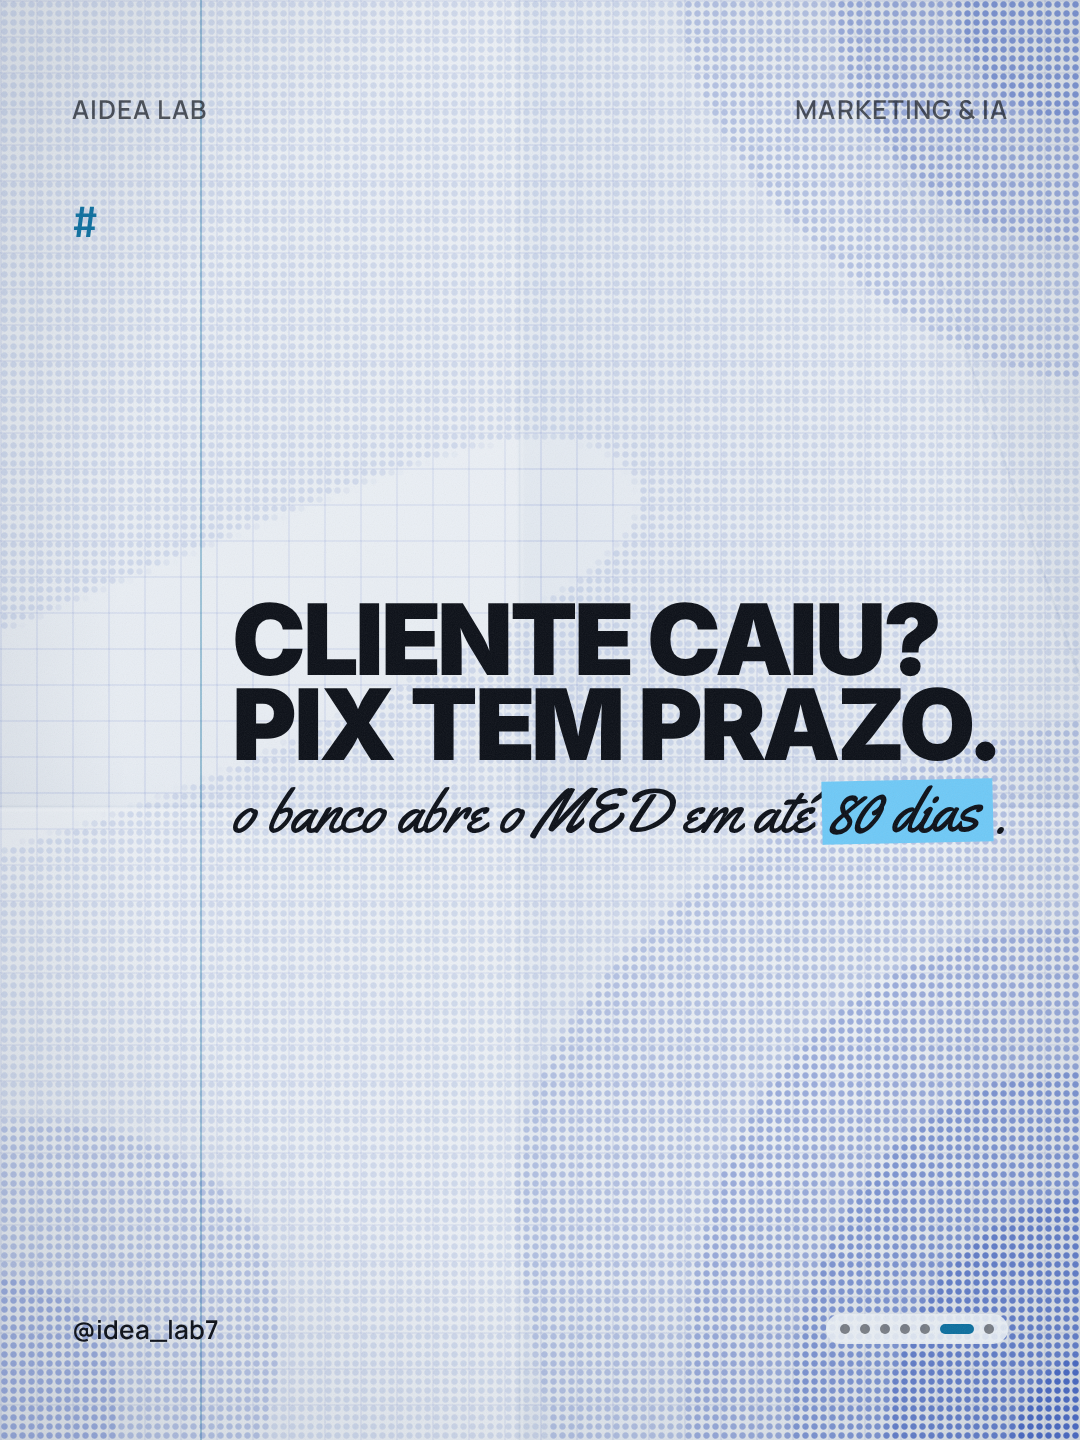 AIDEA LAB
MARKETING & IA
#
CLIENTE CAIU?
PIX TEM PRAZO.
o banco abre o MED em até 80 dias .
@idea_lab7